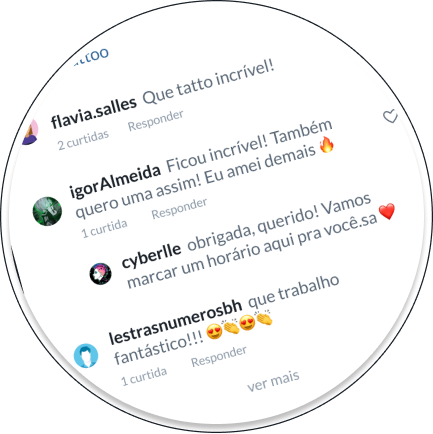 flavia.salles Que tatto incrível!
2 curtidas Responder
igorAlmeida Ficou incrível! Também
quero uma assim! Eu amei demais 🔥
1 curtida Responder
cyberlle obrigada, querido! Vamos
marcar um horário aqui pra você.sa ❤️
lestrasnumerosbh que trabalho
fantástico!!! 😍👏😍👏
1 curtida Responder
ver mais